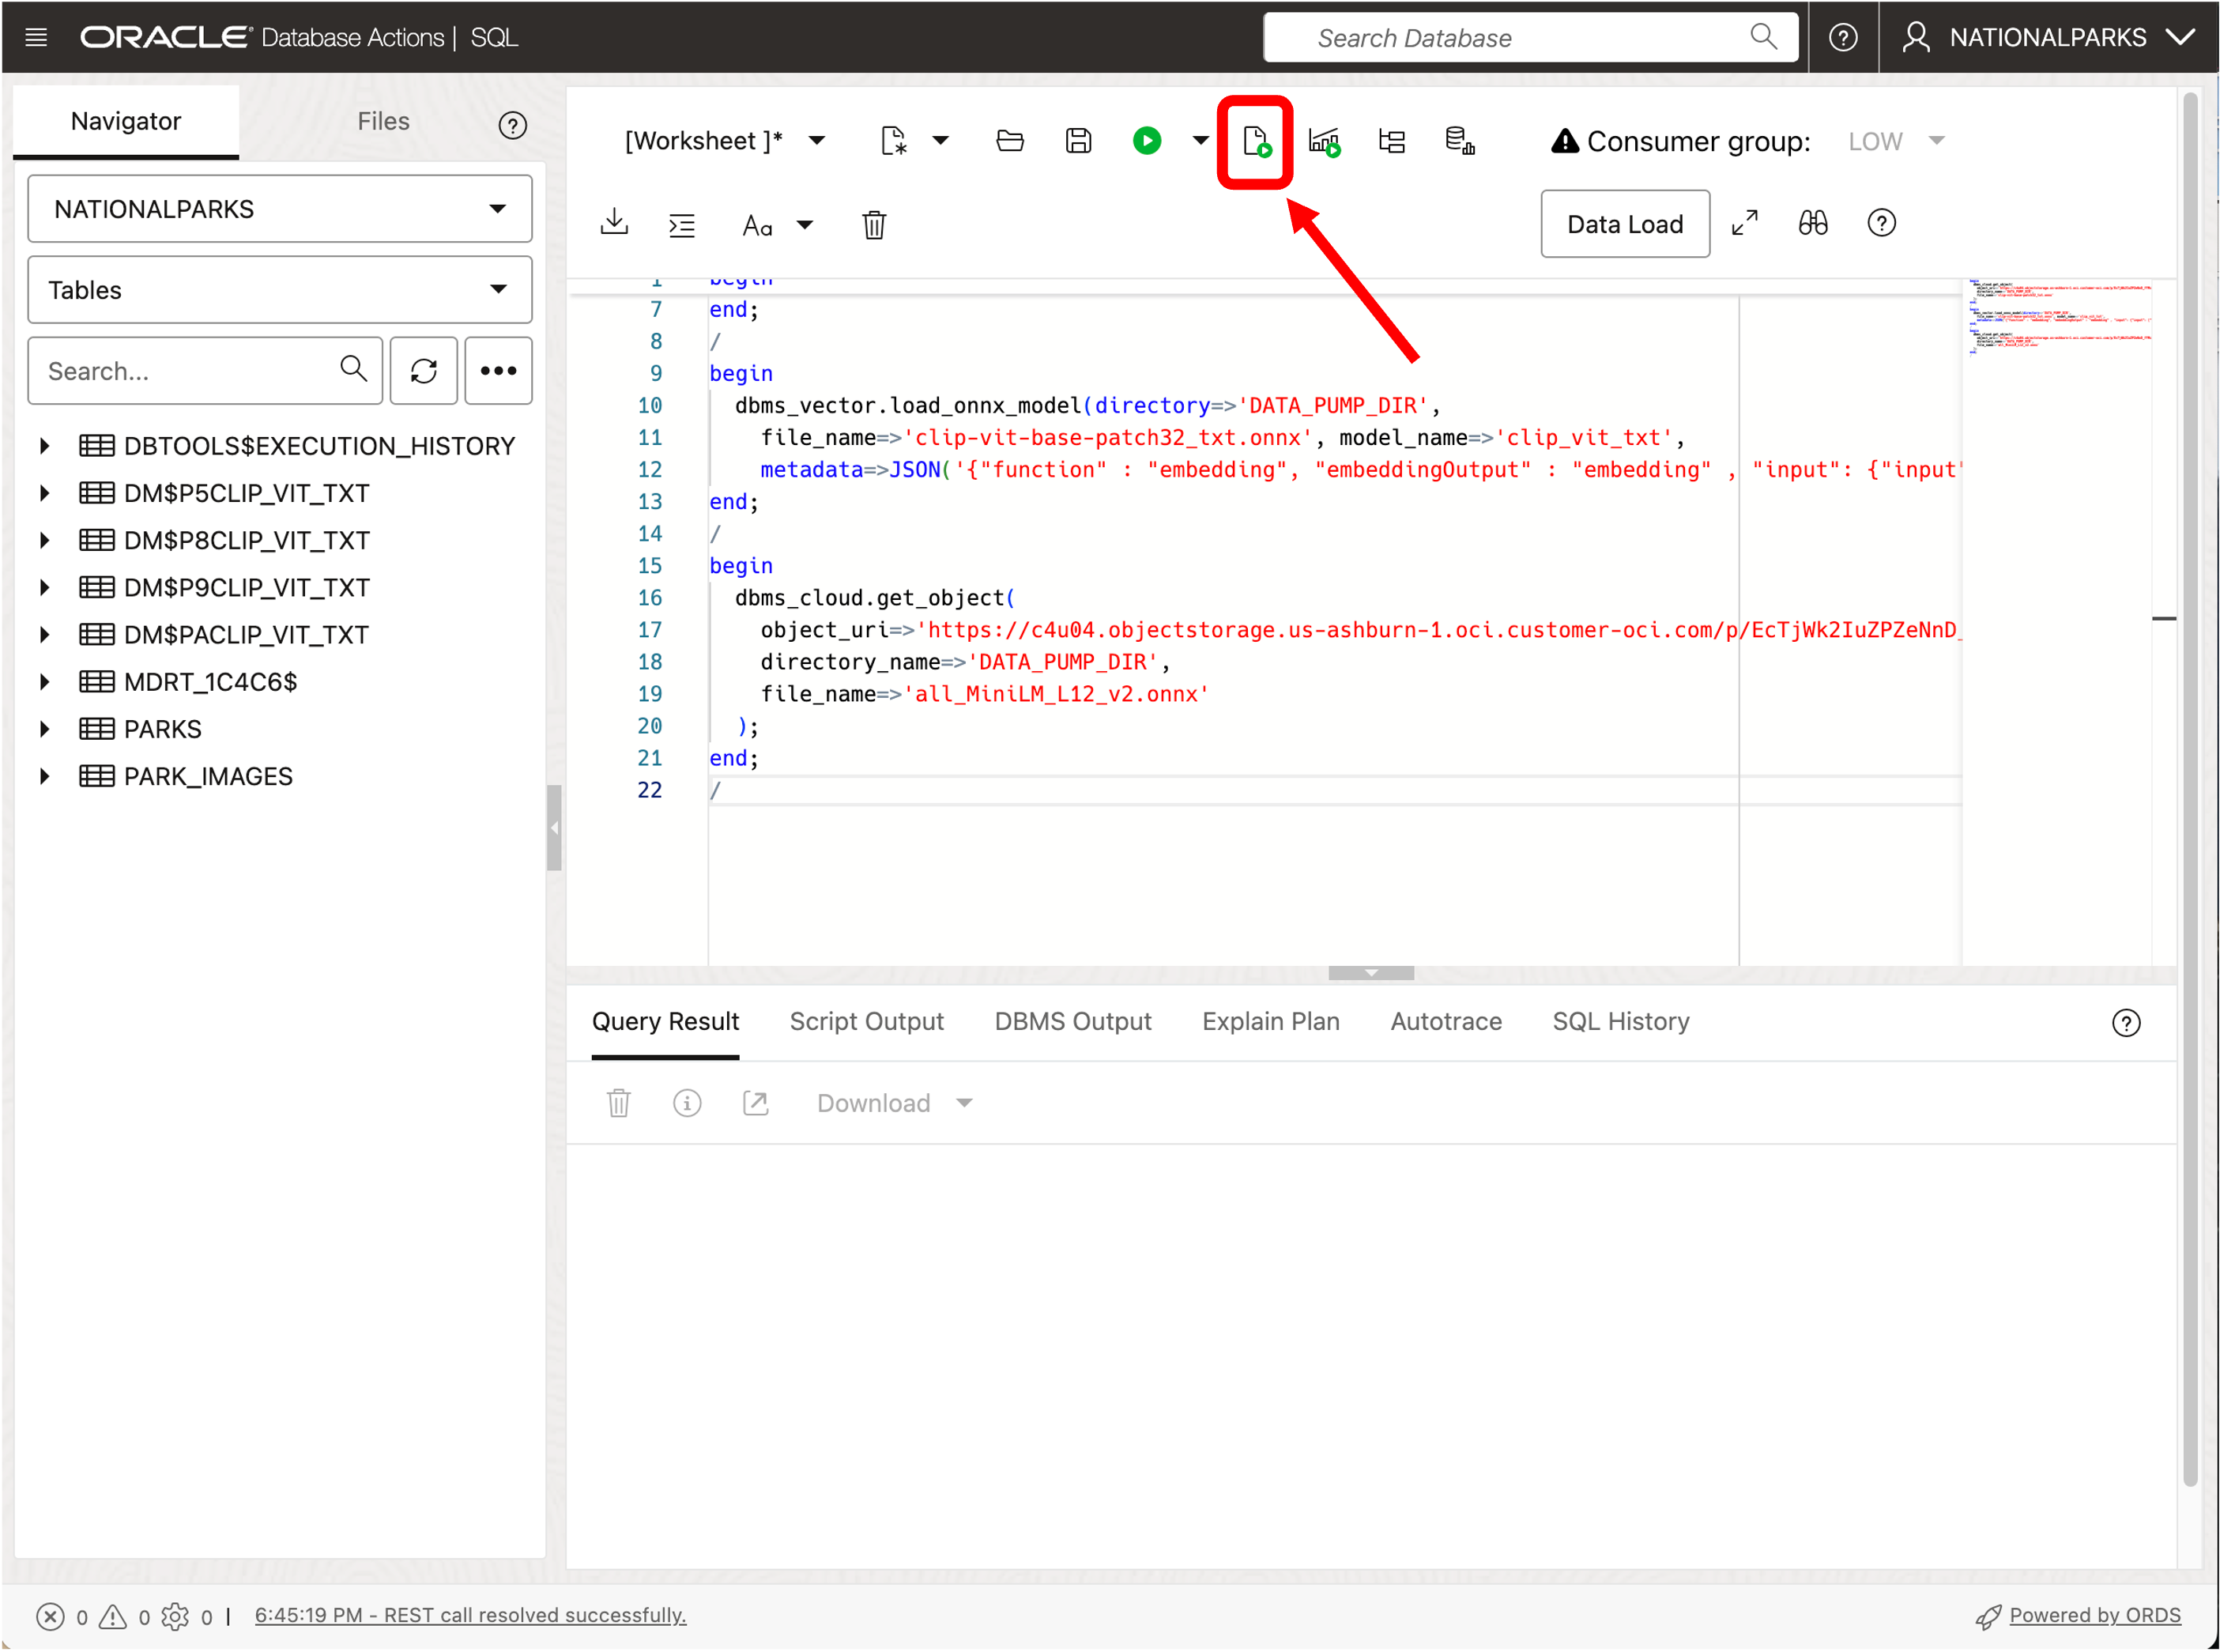 ORACLE Database Actions | SQL
Search Database
NATIONALPARKS
Navigator
Files
NATIONALPARKS
Tables
Search...
DBTOOLS$EXECUTION_HISTORY
DM$P5CLIP_VIT_TXT
DM$P8CLIP_VIT_TXT
DM$P9CLIP_VIT_TXT
DM$PACLIP_VIT_TXT
MDRT_1C4C6$
PARKS
PARK_IMAGES
[Worksheet ]*
Consumer group: LOW
Aa
Data Load
1 begin
7 end;
8 /
9 begin
10 dbms_vector.load_onnx_model(directory=>'DATA_PUMP_DIR',
11 file_name=>'clip-vit-base-patch32_txt.onnx', model_name=>'clip_vit_txt',
12 metadata=>JSON('{"function" : "embedding", "embeddingOutput" : "embedding" , "input": {"input"
13 end;
14 /
15 begin
16 dbms_cloud.get_object(
17 object_uri=>'https://c4u04.objectstorage.us-ashburn-1.oci.customer-oci.com/p/EcTjWk2IuZPZeNnD_
18 directory_name=>'DATA_PUMP_DIR',
19 file_name=>'all_MiniLM_L12_v2.onnx'
20 );
21 end;
22 /
Query Result
Script Output
DBMS Output
Explain Plan
Autotrace
SQL History
Download
0 0 0 | 6:45:19 PM - REST call resolved successfully.
Powered by ORDS